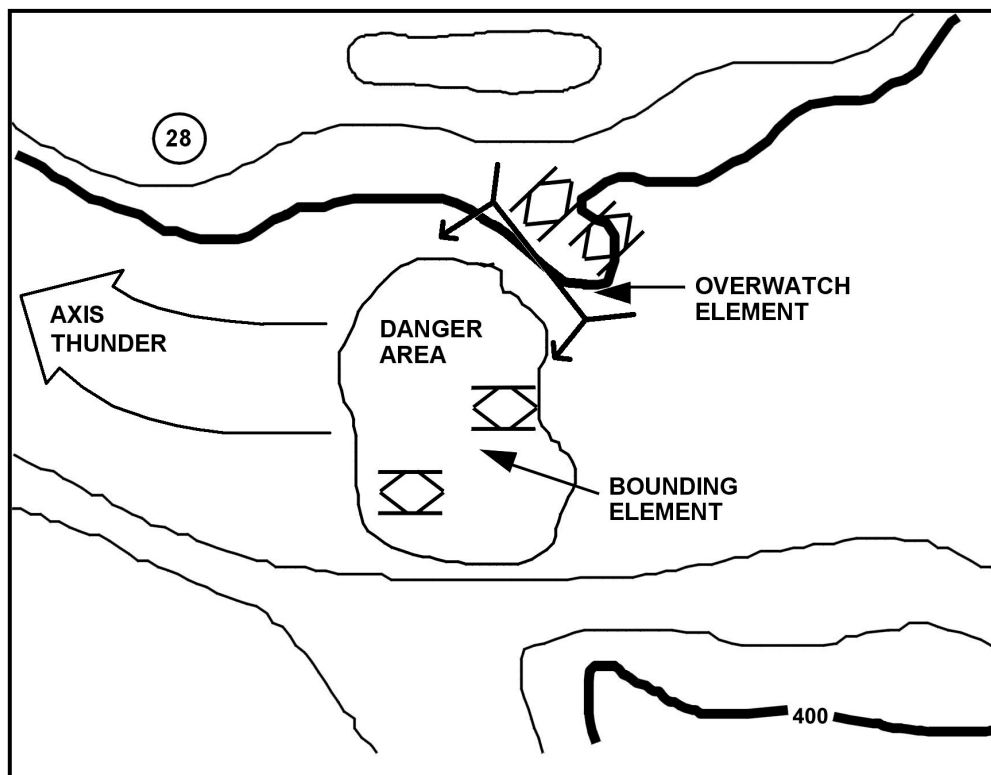 28
OVERWATCH
ELEMENT
AXIS
THUNDER
DANGER
AREA
BOUNDING
ELEMENT
400